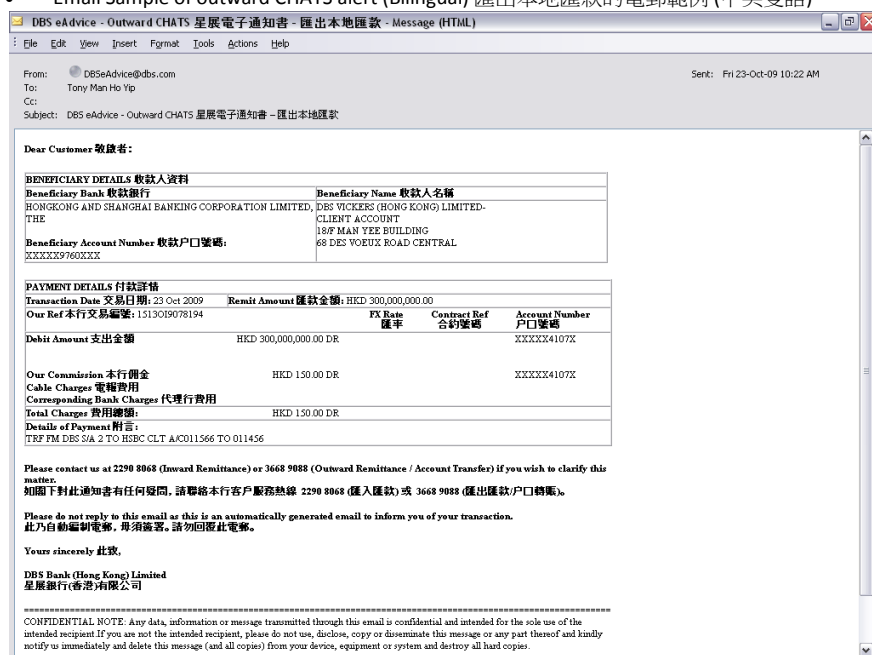 • Email Sample of outward CHATS alert (Bilingual) 匯出本地匯款的電郵範例 (中英雙語)
DBS eAdvice - Outward CHATS 星展電子通知書 - 匯出本地匯款 - Message (HTML)
File Edit View Insert Format Tools Actions Help
From: DBSeAdvice@dbs.com Sent: Fri 23-Oct-09 10:22 AM
To: Tony Man Ho Yip
Cc:
Subject: DBS eAdvice - Outward CHATS 星展電子通知書 – 匯出本地匯款
Dear Customer 敬啟者：
BENEFICIARY DETAILS 收款人資料
Beneficiary Bank 收款銀行 Beneficiary Name 收款人名稱
HONGKONG AND SHANGHAI BANKING CORPORATION LIMITED, DBS VICKERS (HONG KONG) LIMITED-
THE CLIENT ACCOUNT
18/F MAN YEE BUILDING
Beneficiary Account Number 收款户口號碼: 68 DES VOEUX ROAD CENTRAL
XXXXX9760XXX
PAYMENT DETAILS 付款詳情
Transaction Date 交易日期: 23 Oct 2009 Remit Amount 匯款金額: HKD 300,000,000.00
Our Ref 本行交易編號: 1513OI9078194 FX Rate Contract Ref Account Number
匯率 合約號碼 户口號碼
Debit Amount 支出金額 HKD 300,000,000.00 DR XXXXX4107X
Our Commission 本行佣金 HKD 150.00 DR XXXXX4107X
Cable Charges 電報費用
Corresponding Bank Charges 代理行費用
Total Charges 費用總額: HKD 150.00 DR
Details of Payment 附言:
TRF FM DBS S/A 2 TO HSBC CLT A/C011566 TO 011456
Please contact us at 2290 8068 (Inward Remittance) or 3668 9088 (Outward Remittance / Account Transfer) if you wish to clarify this
matter.
如閣下對此通知書有任何疑問, 請聯絡本行客戶服務熱線 2290 8068 (匯入匯款) 或 3668 9088 (匯出匯款/户口轉賬)。
Please do not reply to this email as this is an automatically generated email to inform you of your transaction.
此乃自動編制電郵, 毋須簽署。請勿回覆此電郵。
Yours sincerely 此致,
DBS Bank (Hong Kong) Limited
星展銀行(香港)有限公司
CONFIDENTIAL NOTE: Any data, information or message transmitted through this email is confidential and intended for the sole use of the
intended recipient.If you are not the intended recipient, please do not use, disclose, copy or disseminate this message or any part thereof and kindly
notify us immediately and delete this message (and all copies) from your device, equipment or system and destroy all hard copies.